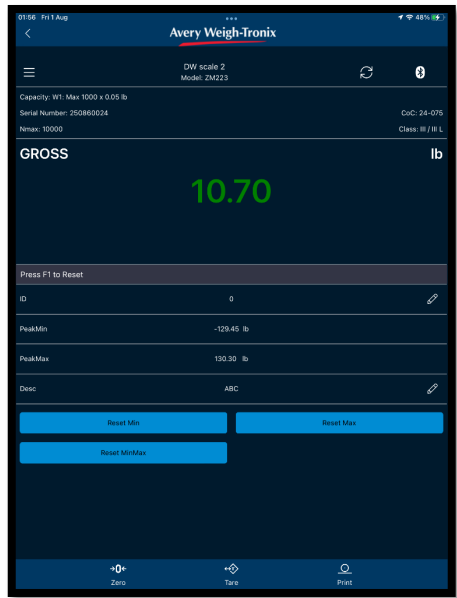 01:56 Fri 1 Aug
48%
Avery Weigh-Tronix
DW scale 2
Model: ZM223
Capacity: W1: Max 1000 x 0.05 lb
Serial Number: 250860024
CoC: 24-075
Nmax: 10000
Class: III / III L
GROSS
lb
10.70
Press F1 to Reset
ID
0
PeakMin
-129.45 lb
PeakMax
130.30 lb
Desc
ABC
Reset Min
Reset Max
Reset MinMax
→0←
Zero
Tare
Print